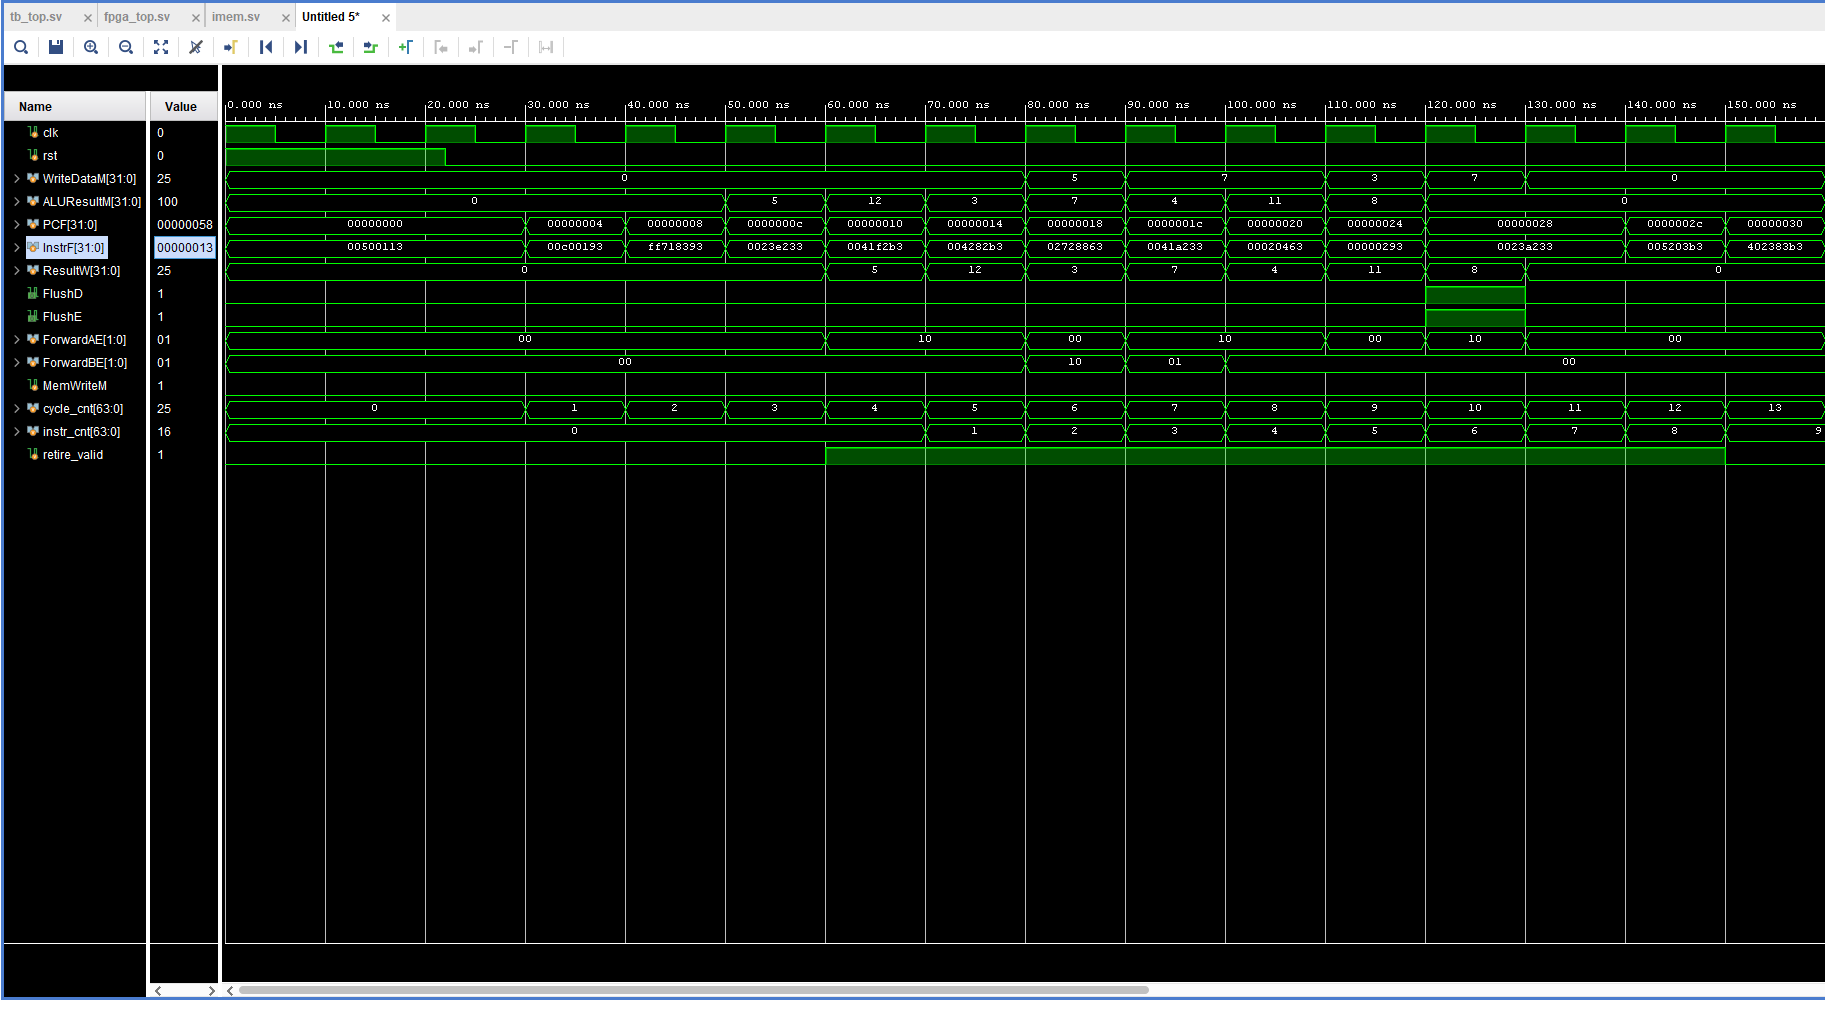 tb_top.sv × fpga_top.sv × imem.sv × Untitled 5* ×
Name Value 0.000 ns 10.000 ns 20.000 ns 30.000 ns 40.000 ns 50.000 ns 60.000 ns 70.000 ns 80.000 ns 90.000 ns 100.000 ns 110.000 ns 120.000 ns 130.000 ns 140.000 ns 150.000 ns
clk 0
rst 0
WriteDataM[31:0] 25 0 5 7 3 7 0
ALUResultM[31:0] 100 0 5 12 3 7 4 11 8 0
PCF[31:0] 00000058 00000000 00000004 00000008 0000000c 00000010 00000014 00000018 0000001c 00000020 00000024 00000028 0000002c 00000030
InstrF[31:0] 00000013 00500113 00c00193 ff718393 0023e233 0041f2b3 004282b3 02728863 0041a233 00020463 00000293 0023a233 005203b3 402383b3
ResultW[31:0] 25 0 5 12 3 7 4 11 8 0
FlushD 1
FlushE 1
ForwardAE[1:0] 01 00 10 00 10 00 10 00
ForwardBE[1:0] 01 00 10 01 00
MemWriteM 1
cycle_cnt[63:0] 25 0 1 2 3 4 5 6 7 8 9 10 11 12 13
instr_cnt[63:0] 16 0 1 2 3 4 5 6 7 8 9
retire_valid 1